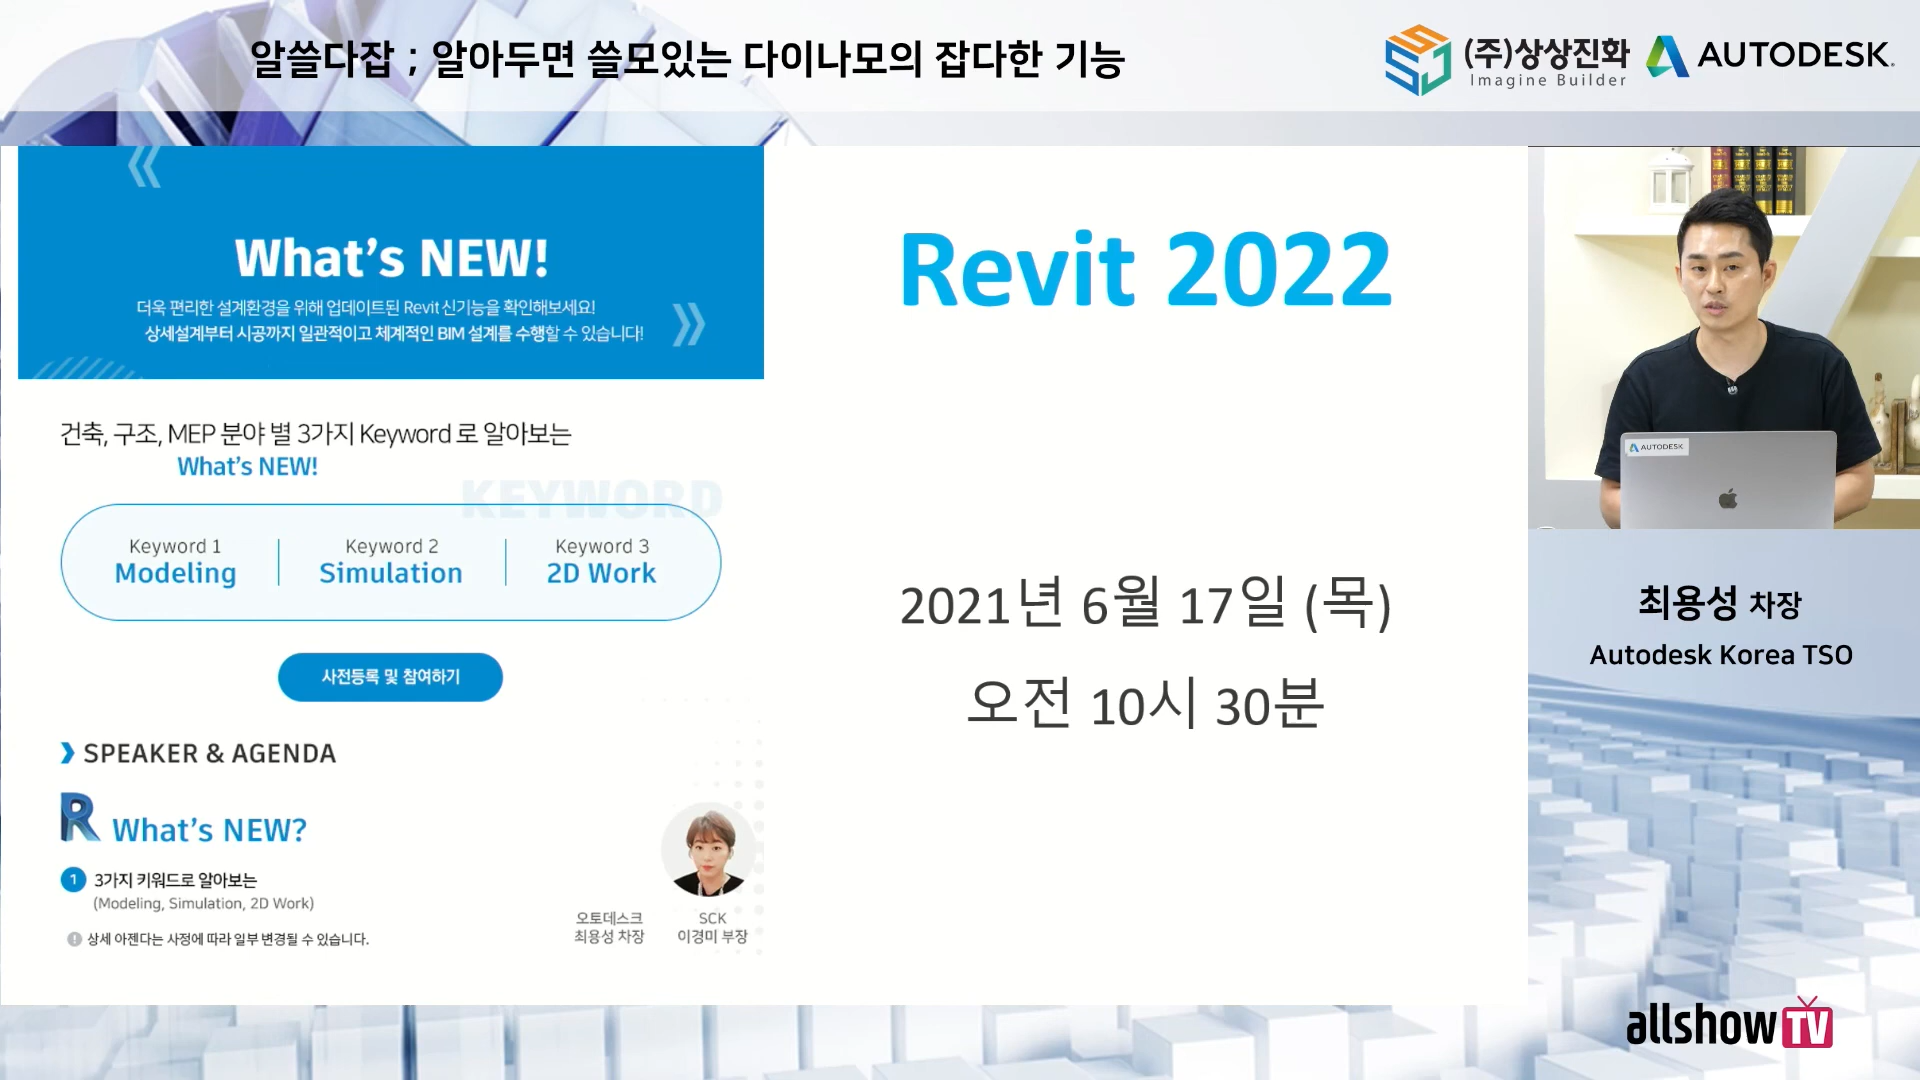 알쓸다잡 ; 알아두면 쓸모있는 다이나모의 잡다한 기능
(주)상상진화
Imagine Builder
AUTODESK
What's NEW!
더욱 편리한 설계환경을 위해 업데이트된 Revit 신기능을 확인해보세요!
상세설계부터 시공까지 일관적이고 체계적인 BIM 설계를 수행할 수 있습니다!
건축, 구조, MEP 분야 별 3가지 Keyword 로 알아보는
What's NEW!
KEYWORD
Keyword 1
Modeling
Keyword 2
Simulation
Keyword 3
2D Work
사전등록 및 참여하기
SPEAKER & AGENDA
R What's NEW?
1 3가지 키워드로 알아보는
(Modeling, Simulation, 2D Work)
! 상세 아젠다는 사정에 따라 일부 변경될 수 있습니다.
오토데스크
최용성 차장
SCK
이경미 부장
Revit 2022
2021년 6월 17일 (목)
오전 10시 30분
AUTODESK
최용성 차장
Autodesk Korea TSO
allshow TV